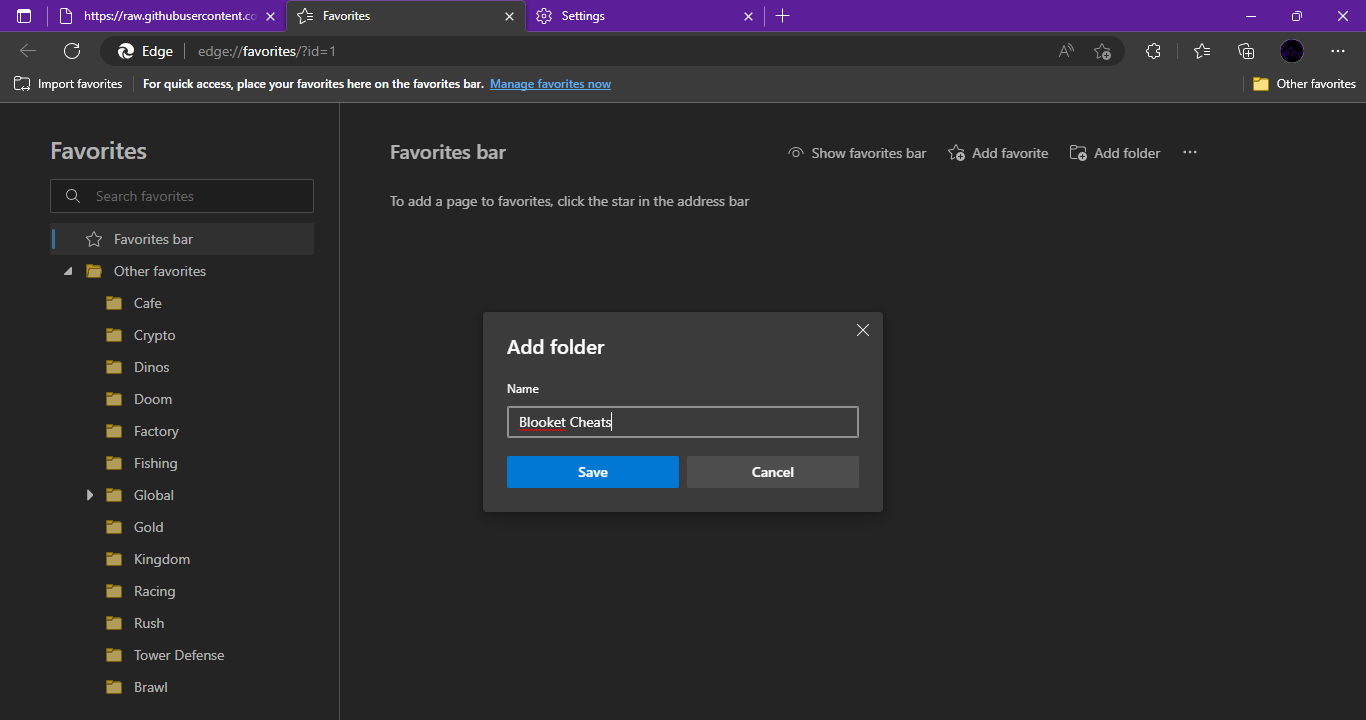 https://raw.githubusercontent.co
Favorites
Settings
Edge
edge://favorites/?id=1
Import favorites
For quick access, place your favorites here on the favorites bar. Manage favorites now
Other favorites
Favorites
Search favorites
Favorites bar
Other favorites
Cafe
Crypto
Dinos
Doom
Factory
Fishing
Global
Gold
Kingdom
Racing
Rush
Tower Defense
Brawl
Favorites bar
Show favorites bar
Add favorite
Add folder
To add a page to favorites, click the star in the address bar
Add folder
Name
Blooket Cheats
Save
Cancel